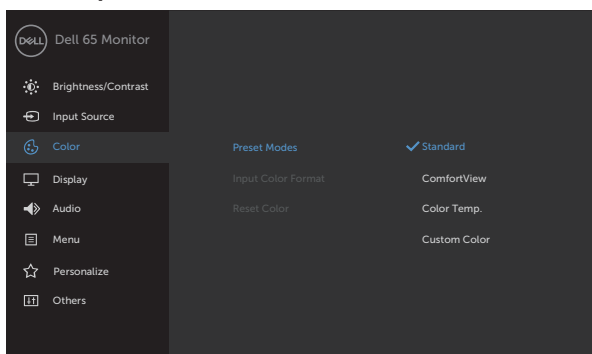 DELL
Dell 65 Monitor
Brightness/Contrast
Input Source
Color
Preset Modes
Standard
Display
Input Color Format
ComfortView
Audio
Reset Color
Color Temp.
Menu
Custom Color
Personalize
Others